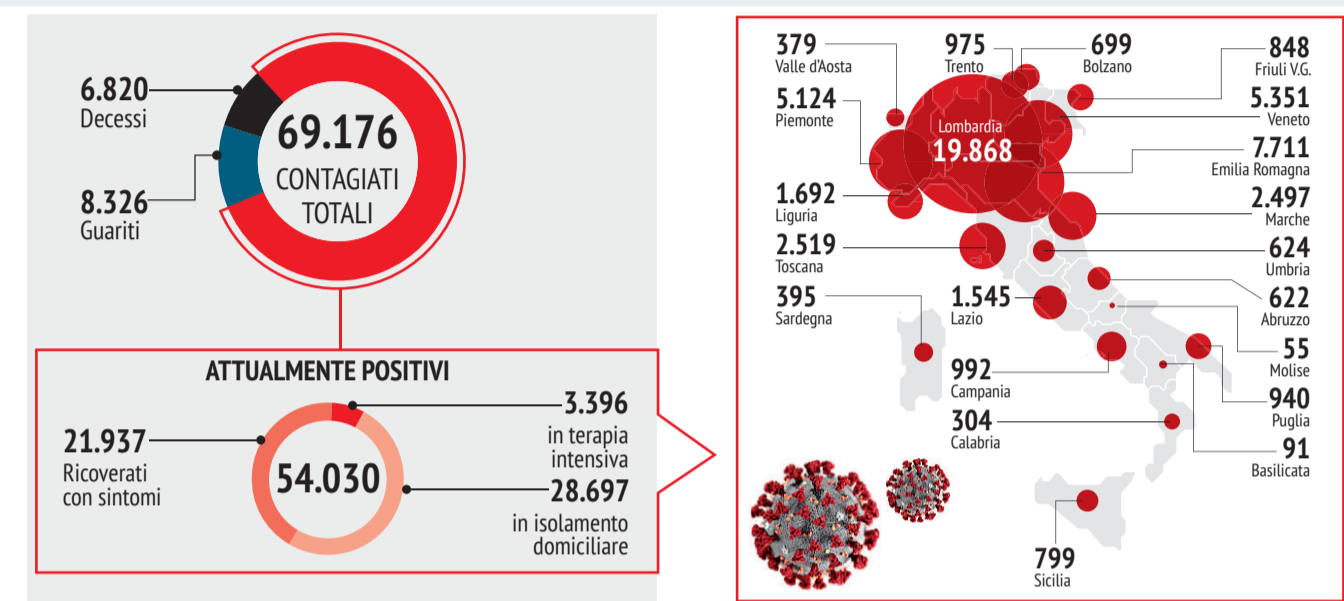 6.820
Decessi
8.326
Guariti
69.176
CONTAGIATI
TOTALI
ATTUALMENTE POSITIVI
21.937
Ricoverati
con sintomi
54.030
3.396
in terapia
intensiva
28.697
in isolamento
domiciliare
379
Valle d'Aosta
975
Trento
699
Bolzano
848
Friuli V.G.
5.124
Piemonte
5.351
Veneto
Lombardia
19.868
7.711
Emilia Romagna
1.692
Liguria
2.497
Marche
2.519
Toscana
624
Umbria
395
Sardegna
1.545
Lazio
622
Abruzzo
55
Molise
992
Campania
940
Puglia
304
Calabria
91
Basilicata
799
Sicilia